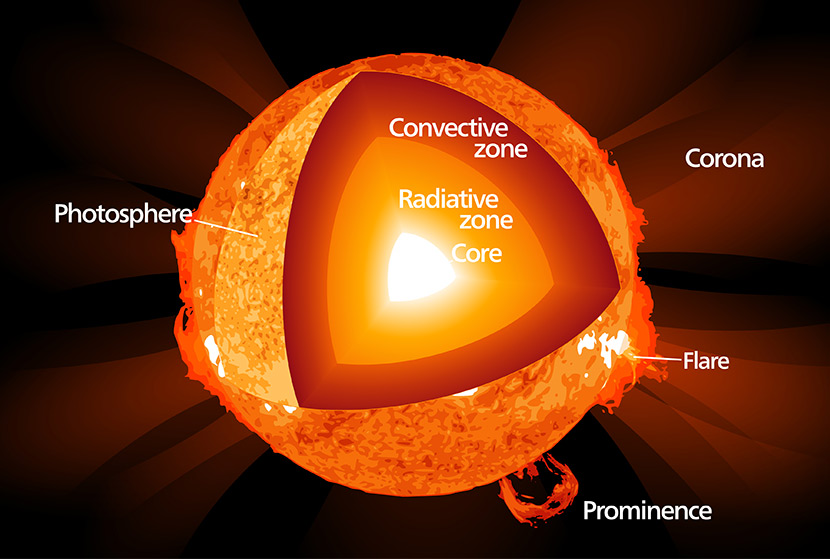 Convective
zone
Corona
Radiative
zone
Photosphere
Core
Flare
Prominence